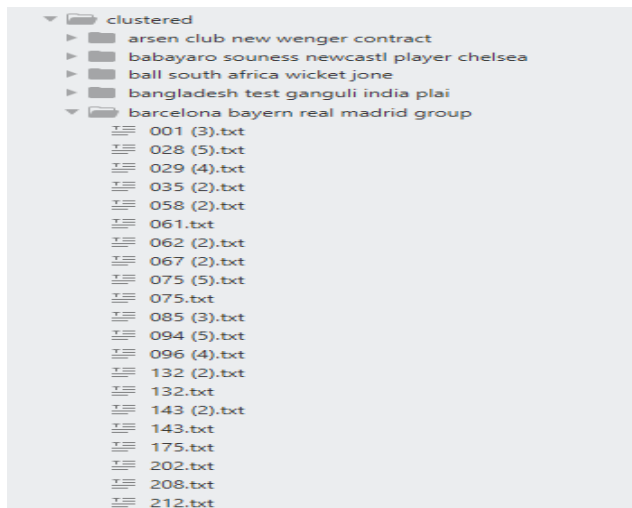 clustered
arsen club new wenger contract
babayaro souness newcastl player chelsea
ball south africa wicket jone
bangladesh test ganguli india plai
barcelona bayern real madrid group
001 (3).txt
028 (5).txt
029 (4).txt
035 (2).txt
058 (2).txt
061.txt
062 (2).txt
067 (2).txt
075 (5).txt
075.txt
085 (3).txt
094 (5).txt
096 (4).txt
132 (2).txt
132.txt
143 (2).txt
143.txt
175.txt
202.txt
208.txt
212.txt